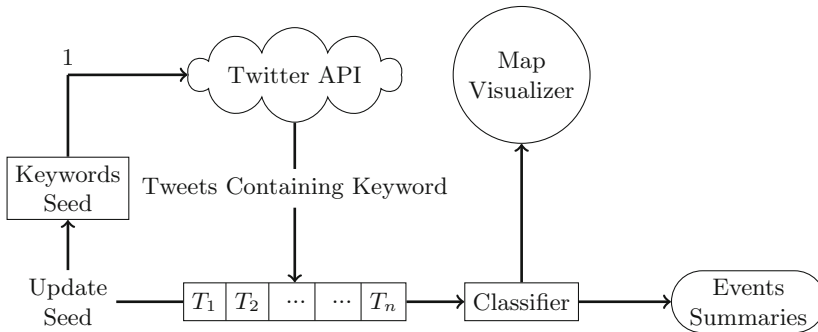 1
Twitter API
Map
Visualizer
Keywords
Seed
Tweets Containing Keyword
Update
Seed
T1 T2 ... ... Tn
Classifier
Events
Summaries